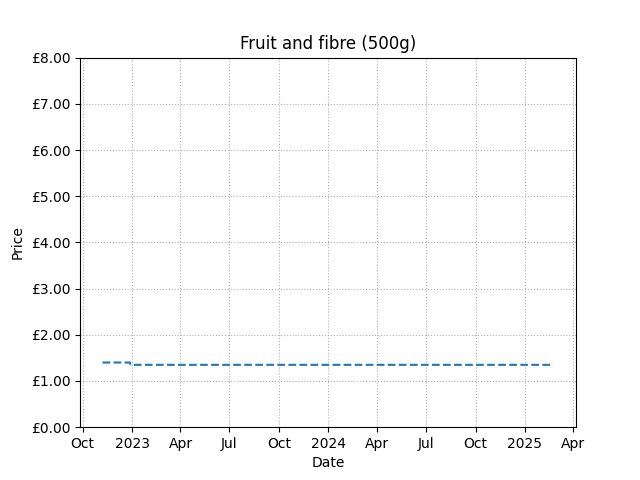 Fruit and fibre (500g)
£8.00
£7.00
£6.00
£5.00
£4.00
£3.00
£2.00
£1.00
£0.00
Price
Oct 2023 Apr Jul Oct 2024 Apr Jul Oct 2025 Apr
Date